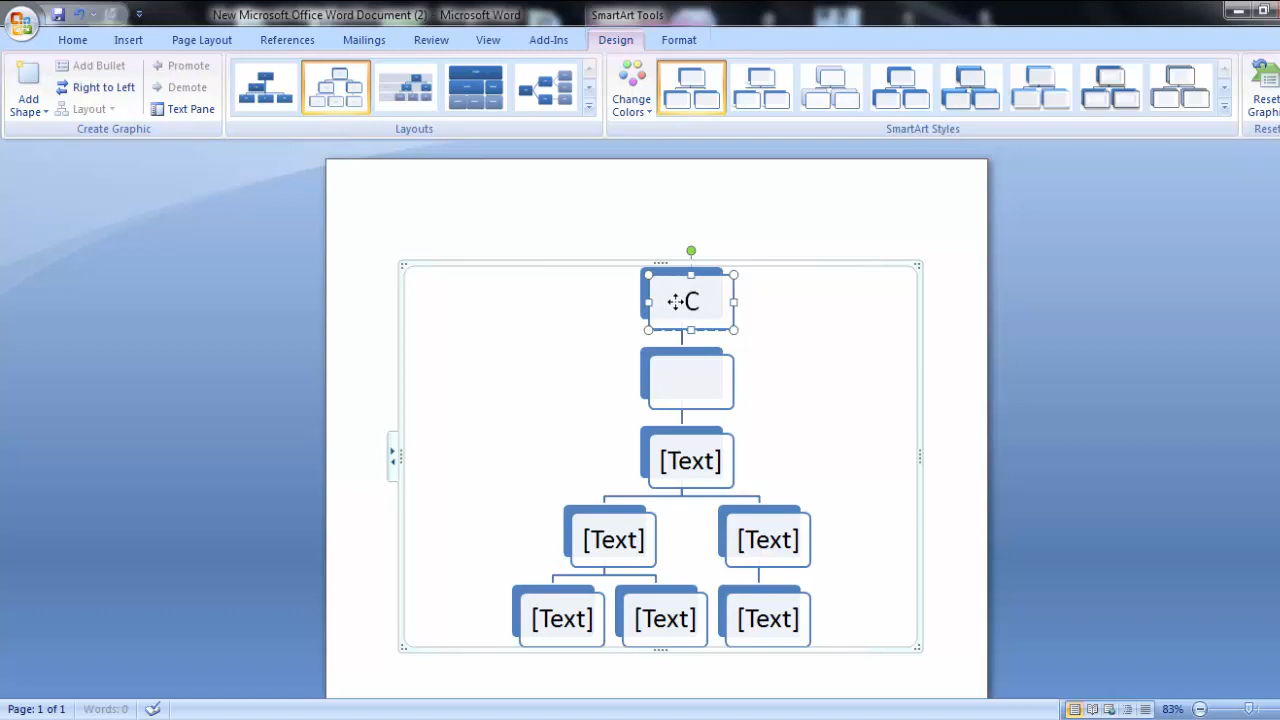 New Microsoft Office Word Document (2) - Microsoft Word
SmartArt Tools
Home Insert Page Layout References Mailings Review View Add-Ins Design Format
Add Shape
Add Bullet
Right to Left
Layout
Promote
Demote
Text Pane
Create Graphic
Layouts
Change Colors
SmartArt Styles
Reset
Graphi
Reset
C
[Text]
[Text] [Text]
[Text] [Text] [Text]
Page: 1 of 1 Words: 0 83%